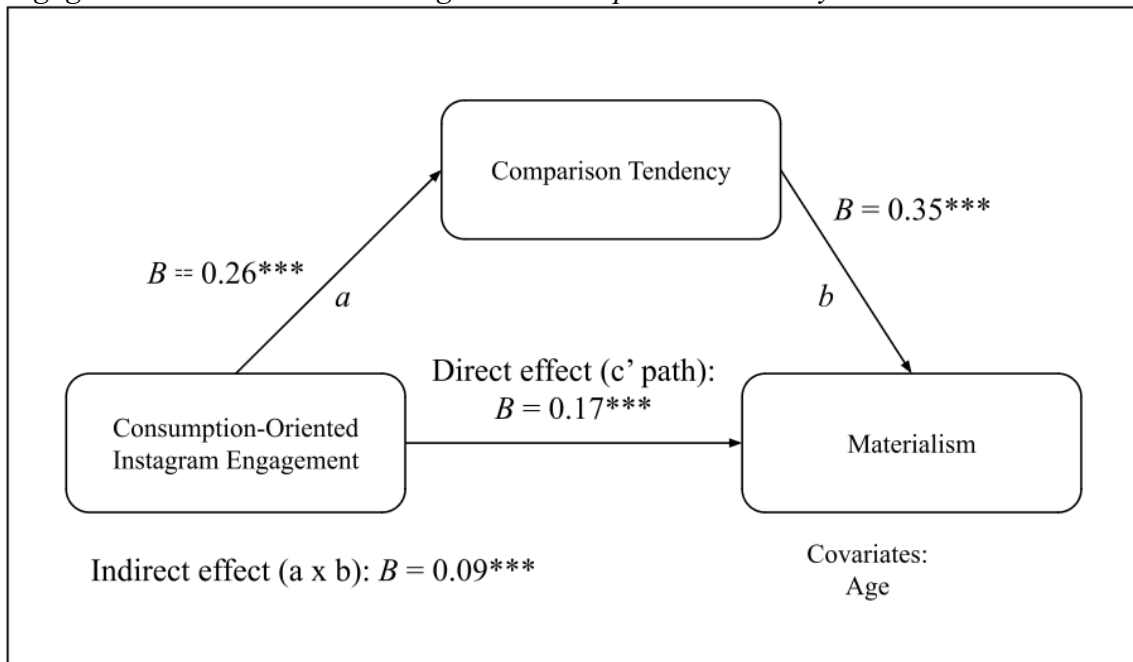 Comparison Tendency
B = 0.35***
B = 0.26***
a
b
Direct effect (c’ path):
B = 0.17***
Consumption-Oriented
Instagram Engagement
Materialism
Indirect effect (a x b): B = 0.09***
Covariates:
Age